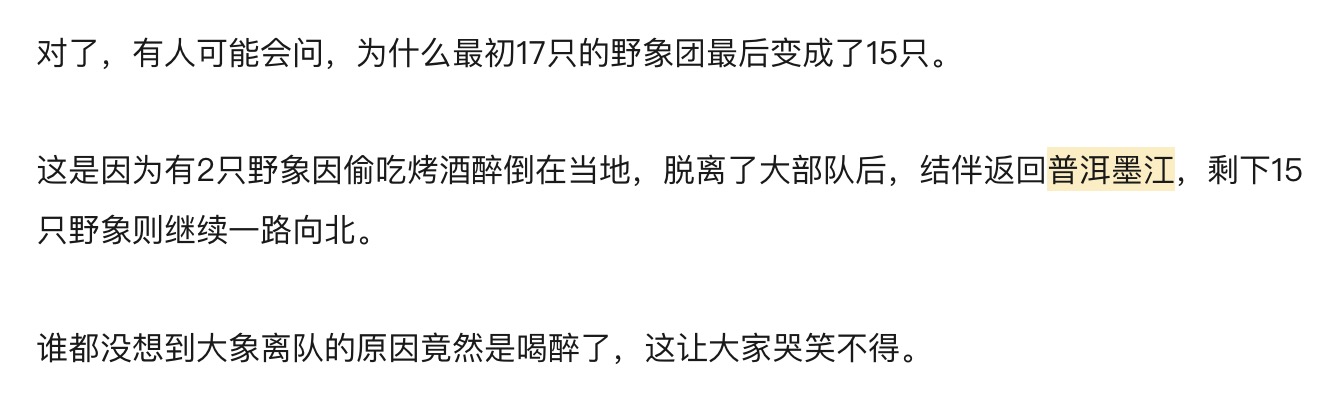 对了，有人可能会问，为什么最初17只的野象团最后变成了15只。
这是因为有2只野象因偷吃烤酒醉倒在当地，脱离了大部队后，结伴返回普洱墨江，剩下15
只野象则继续一路向北。
谁都没想到大象离队的原因竟然是喝醉了，这让大家哭笑不得。